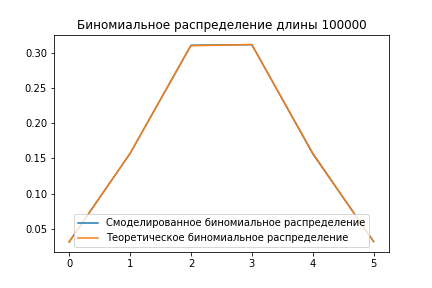 Биномиальное распределение длины 100000
0.30
0.25
0.20
0.15
0.10
0.05
Смоделированное биномиальное распределение
Теоретическое биномиальное распределение
0 1 2 3 4 5